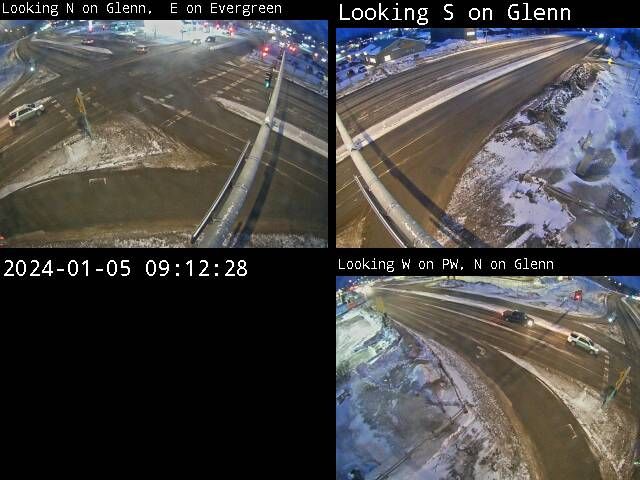 Looking N on Glenn, E on Evergreen
Looking S on Glenn
2024-01-05 09:12:28
Looking W on PW, N on Glenn